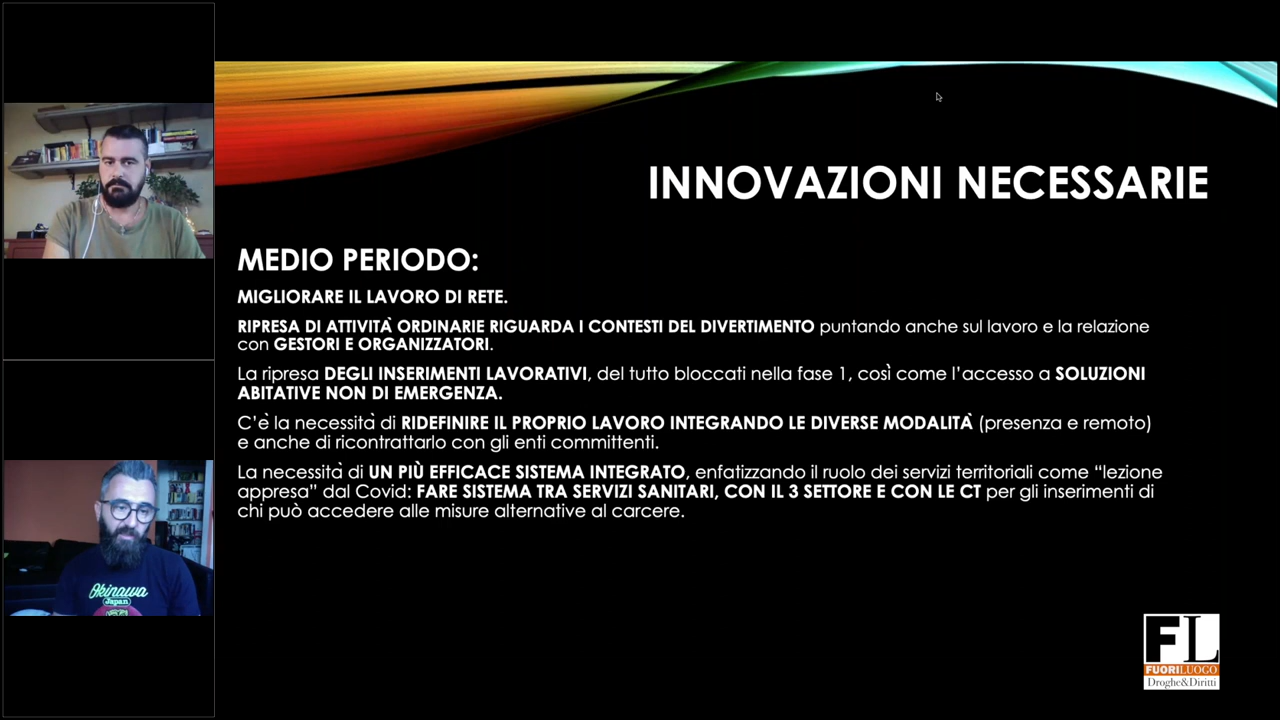 INNOVAZIONI NECESSARIE
MEDIO PERIODO:
MIGLIORARE IL LAVORO DI RETE.
RIPRESA DI ATTIVITÀ ORDINARIE RIGUARDA I CONTESTI DEL DIVERTIMENTO puntando anche sul lavoro e la relazione
con GESTORI E ORGANIZZATORI.
La ripresa DEGLI INSERIMENTI LAVORATIVI, del tutto bloccati nella fase 1, così come l'accesso a SOLUZIONI
ABITATIVE NON DI EMERGENZA.
C'è la necessità di RIDEFINIRE IL PROPRIO LAVORO INTEGRANDO LE DIVERSE MODALITÀ (presenza e remoto)
e anche di ricontrattarlo con gli enti committenti.
La necessità di UN PIÙ EFFICACE SISTEMA INTEGRATO, enfatizzando il ruolo dei servizi territoriali come “lezione
appresa” dal Covid: FARE SISTEMA TRA SERVIZI SANITARI, CON IL 3 SETTORE E CON LE CT per gli inserimenti di
chi può accedere alle misure alternative al carcere.
Okinawa
Japan
FL
FUORILUOGO
Droghe&Diritti